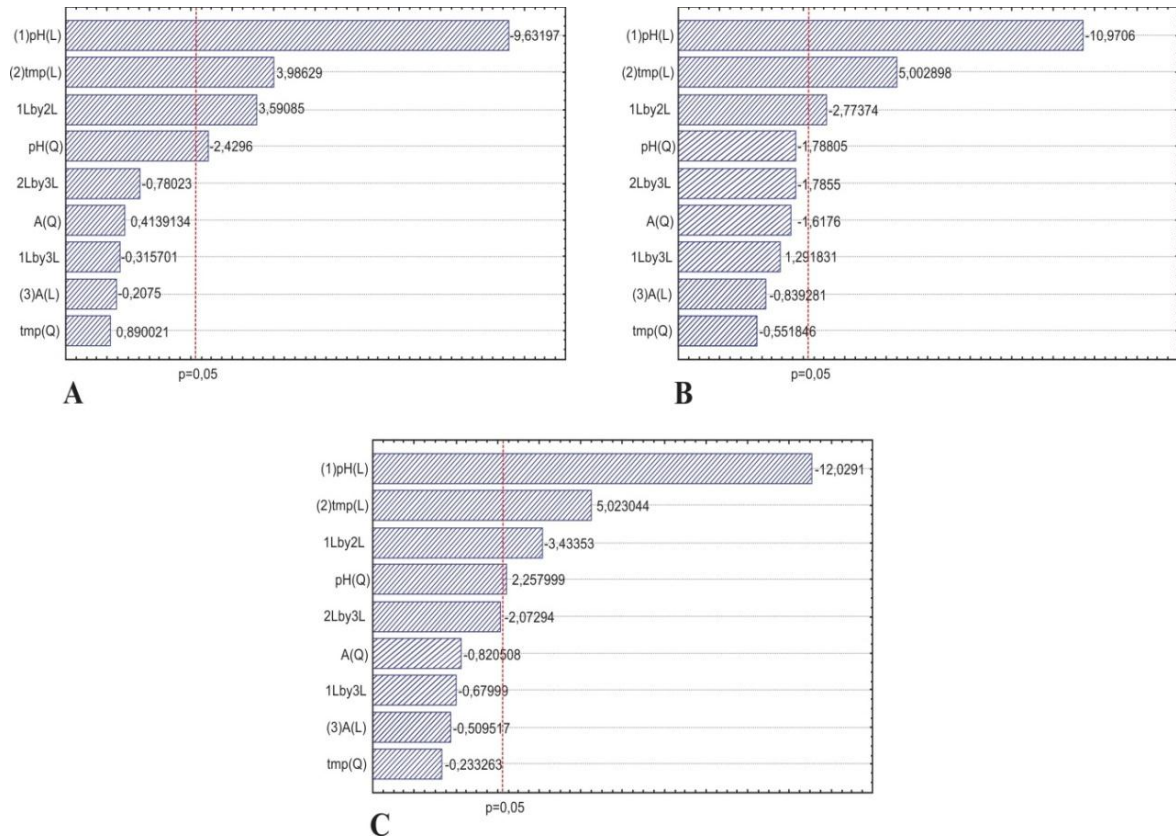 (1)pH(L) -9,63197
(2)tmp(L) 3,98629
1Lby2L 3,59085
pH(Q) -2,4296
2Lby3L -0,78023
A(Q) 0,4139134
1Lby3L -0,315701
(3)A(L) -0,2075
tmp(Q) 0,890021
p=0,05
A
(1)pH(L) -10,9706
(2)tmp(L) 5,002898
1Lby2L -2,77374
pH(Q) -1,78805
2Lby3L -1,7855
A(Q) -1,6176
1Lby3L 1,291831
(3)A(L) -0,839281
tmp(Q) -0,551846
p=0,05
B
(1)pH(L) -12,0291
(2)tmp(L) 5,023044
1Lby2L -3,43353
pH(Q) 2,257999
2Lby3L -2,07294
A(Q) -0,820508
1Lby3L -0,67999
(3)A(L) -0,509517
tmp(Q) -0,233263
p=0,05
C